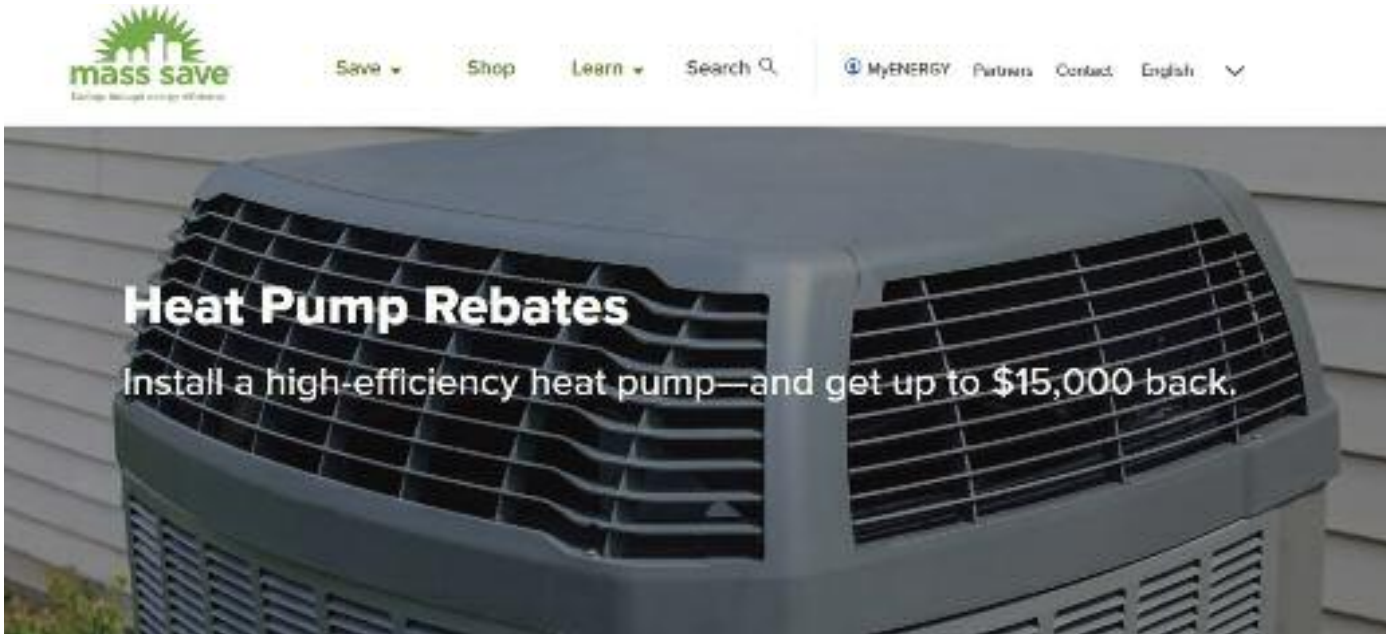 mass save
Save Shop Learn Search MyENERGY Partners Contact English
Heat Pump Rebates
Install a high-efficiency heat pump—and get up to $15,000 back.